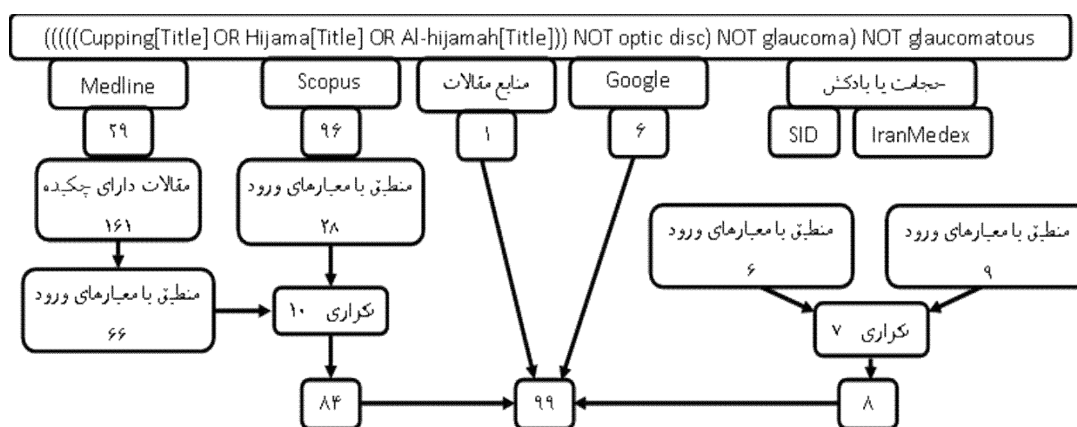 (((((Cupping[Title] OR Hijama[Title] OR Al-hijamah[Title])) NOT optic disc) NOT glaucoma) NOT glaucomatous
Medline
Scopus
منابع مقالات
Google
حجامت یا بادکش
۲۹
۹۶
۱
۶
SID
IranMedex
مقالات دارای چکیده
۱۶۱
منطبق با معیارهای ورود
۲۸
منطبق با معیارهای ورود
۶
منطبق با معیارهای ورود
۹
منطبق با معیارهای ورود
۶۶
تکراری ۱۰
تکراری ۷
۸۴
۹۹
۸